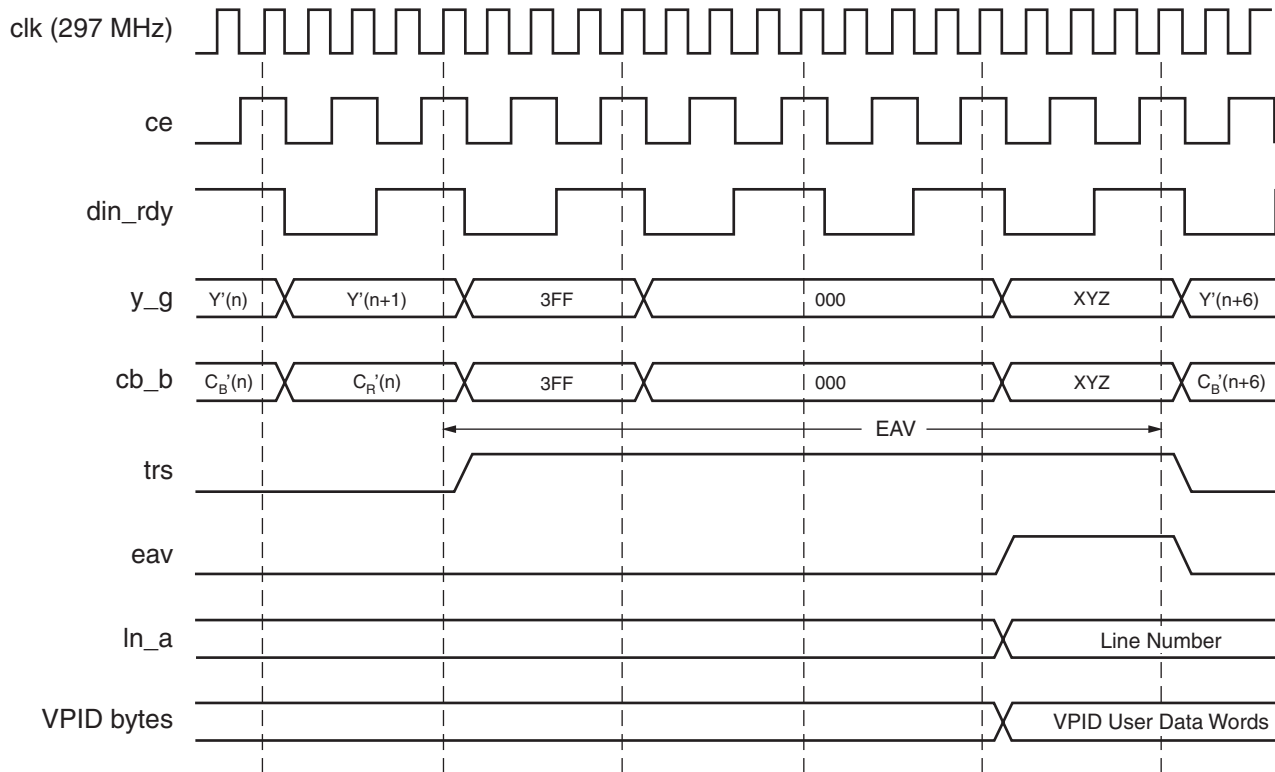 clk (297 MHz)
ce
din_rdy
y_g Y'(n) Y'(n+1) 3FF 000 XYZ Y'(n+6)
cb_b C_B'(n) C_R'(n) 3FF 000 XYZ C_B'(n+6)
EAV
trs
eav
ln_a Line Number
VPID bytes VPID User Data Words